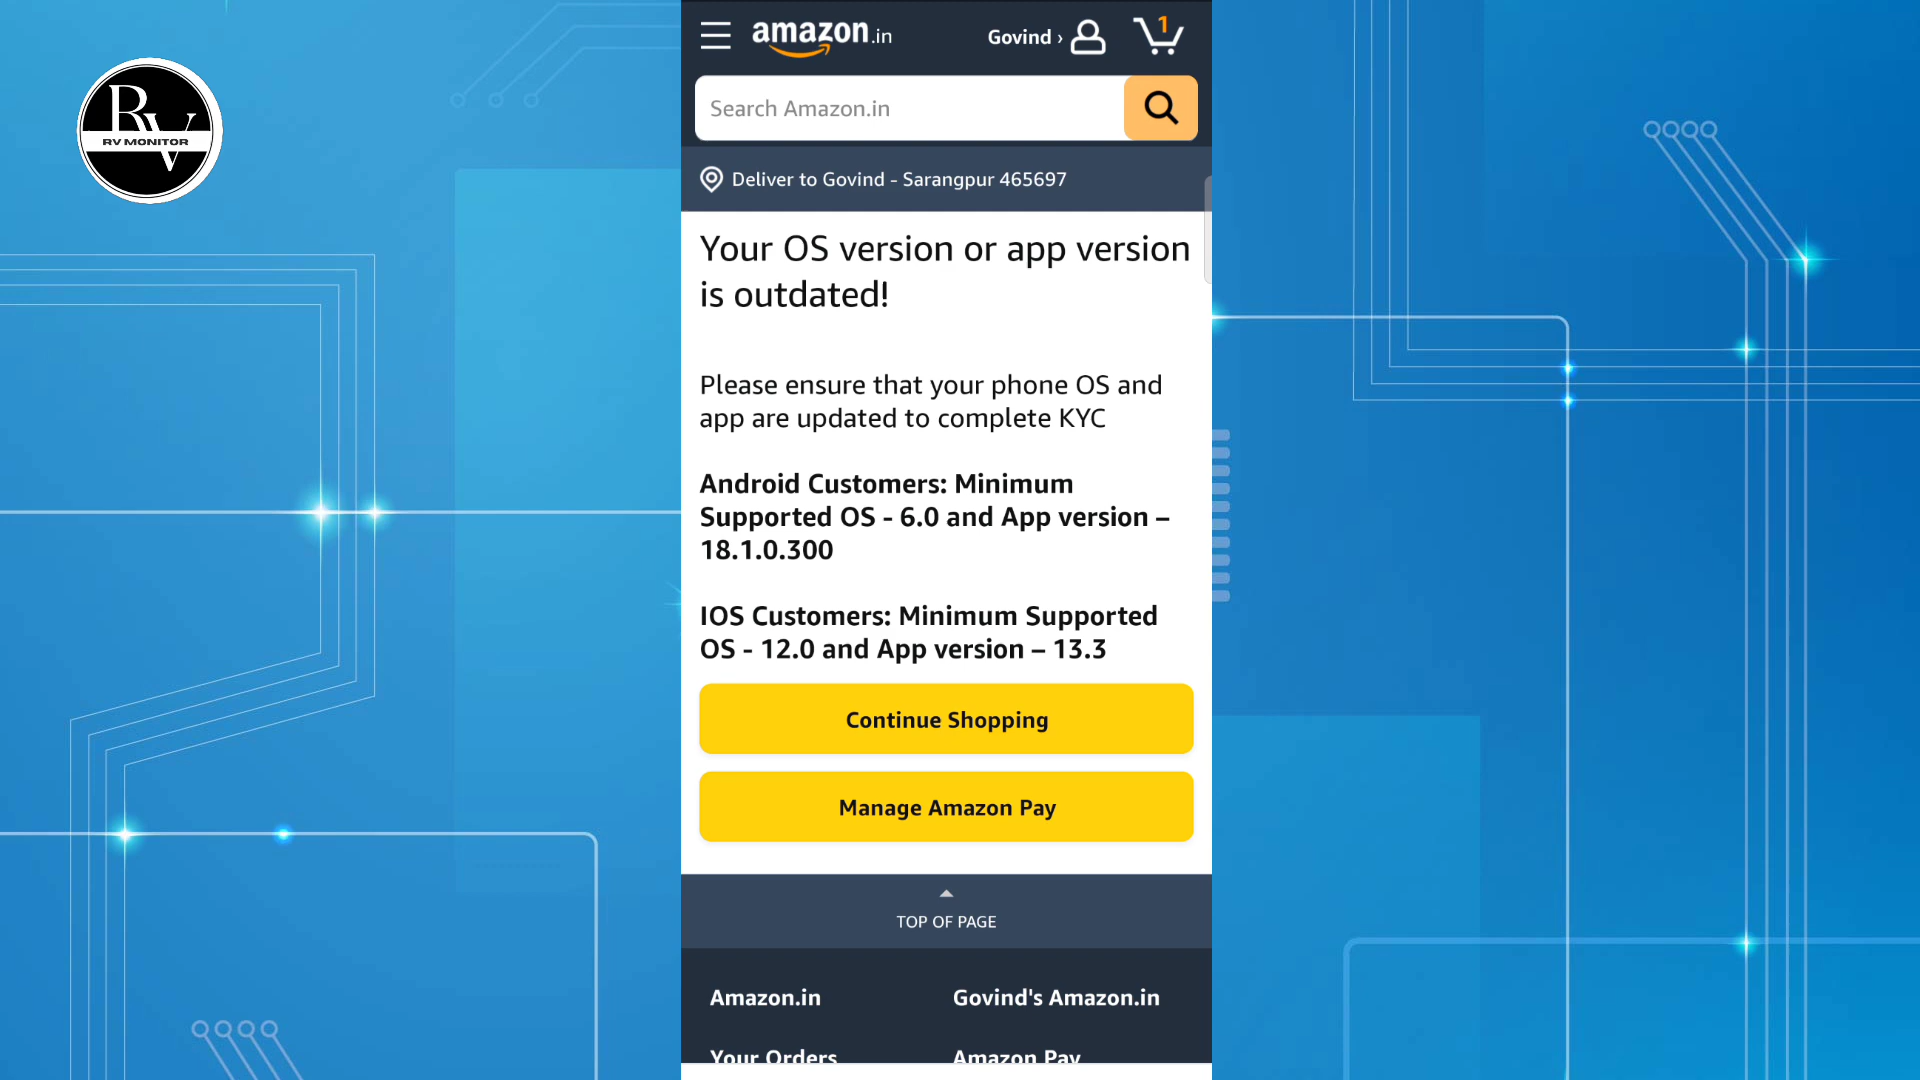 RV
RV MONITOR
amazon.in
Govind ›
1
Search Amazon.in
Deliver to Govind - Sarangpur 465697
Your OS version or app version
is outdated!
Please ensure that your phone OS and
app are updated to complete KYC
Android Customers: Minimum
Supported OS - 6.0 and App version –
18.1.0.300
IOS Customers: Minimum Supported
OS - 12.0 and App version – 13.3
Continue Shopping
Manage Amazon Pay
TOP OF PAGE
Amazon.in
Govind's Amazon.in
Your Orders
Amazon Pay